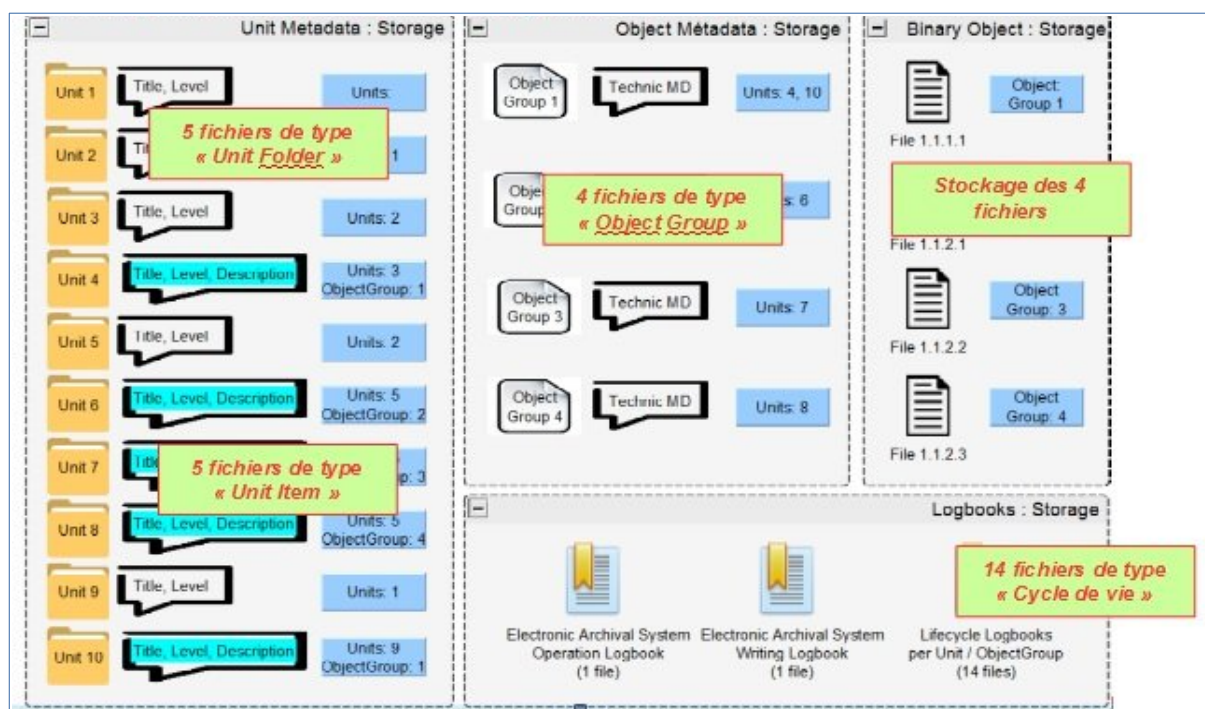 Unit Metadata : Storage
Unit 1
Title, Level
Units:
5 fichiers de type
« Unit Folder »
Unit 2
1
Unit 3
Title, Level
Units: 2
Unit 4
Title, Level, Description
Units: 3
ObjectGroup: 1
Unit 5
Title, Level
Units: 2
Unit 6
Title, Level, Description
Units: 5
ObjectGroup: 2
Unit 7
5 fichiers de type
« Unit Item »
Unit 8
Title, Level, Description
Units: 5
ObjectGroup: 4
Unit 9
Title, Level
Units: 1
Unit 10
Title, Level, Description
Units: 9
ObjectGroup: 1
Object Métadata : Storage
Object
Group 1
Technic MD
Units: 4, 10
4 fichiers de type
« Object Group »
Object
Group 3
Technic MD
Units: 7
Object
Group 4
Technic MD
Units: 8
Binary Object : Storage
Object:
Group 1
File 1.1.1.1
Stockage des 4
fichiers
File 1.1.2.1
Object
Group: 3
File 1.1.2.2
Object
Group: 4
File 1.1.2.3
Logbooks : Storage
14 fichiers de type
« Cycle de vie »
Electronic Archival System
Operation Logbook
(1 file)
Electronic Archival System
Writing Logbook
(1 file)
Lifecycle Logbooks
per Unit / ObjectGroup
(14 files)